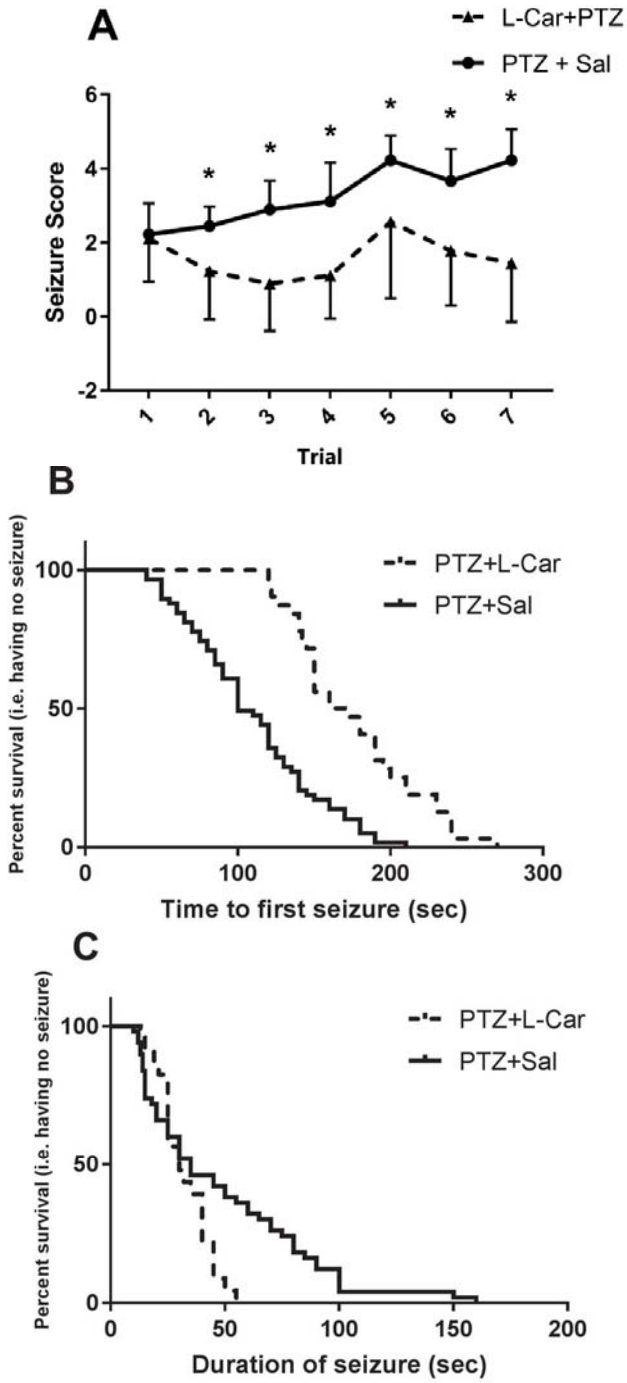 A
L-Car+PTZ
PTZ + Sal
6
4
2
0
-2
Seizure Score
* * * * * *
1 2 3 4 5 6 7
Trial
B
Percent survival (i.e. having no seizure)
PTZ+L-Car
PTZ+Sal
100
50
0
0 100 200 300
Time to first seizure (sec)
C
Percent survival (i.e. having no seizure)
PTZ+L-Car
PTZ+Sal
100
50
0
0 50 100 150 200
Duration of seizure (sec)